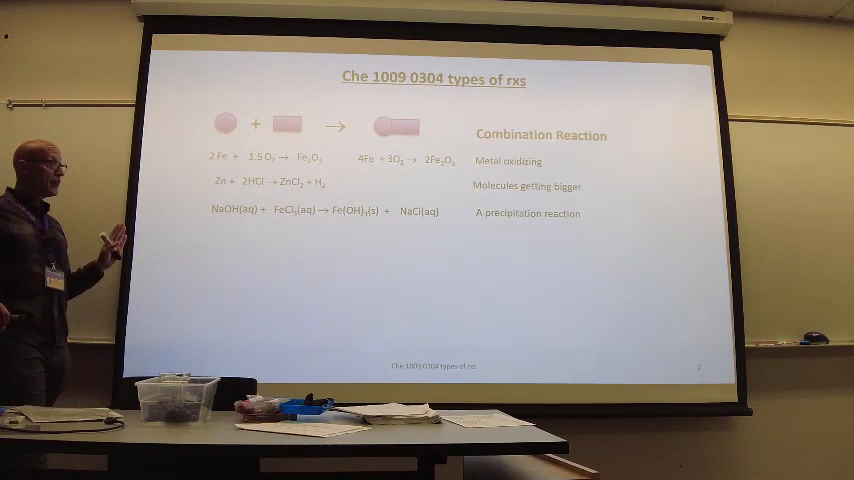 Che 1009 0304 types of rxs
+ →
Combination Reaction
2 Fe + 1.5 O₂ → Fe₂O₃ 4Fe + 3O₂ → 2Fe₂O₃ Metal oxidizing
Zn + 2HCl → ZnCl₂ + H₂ Molecules getting bigger
NaOH(aq) + FeCl₃(aq) → Fe(OH)₃(s) + NaCl(aq) A precipitation reaction
Che 1009 0304 types of rxs 2